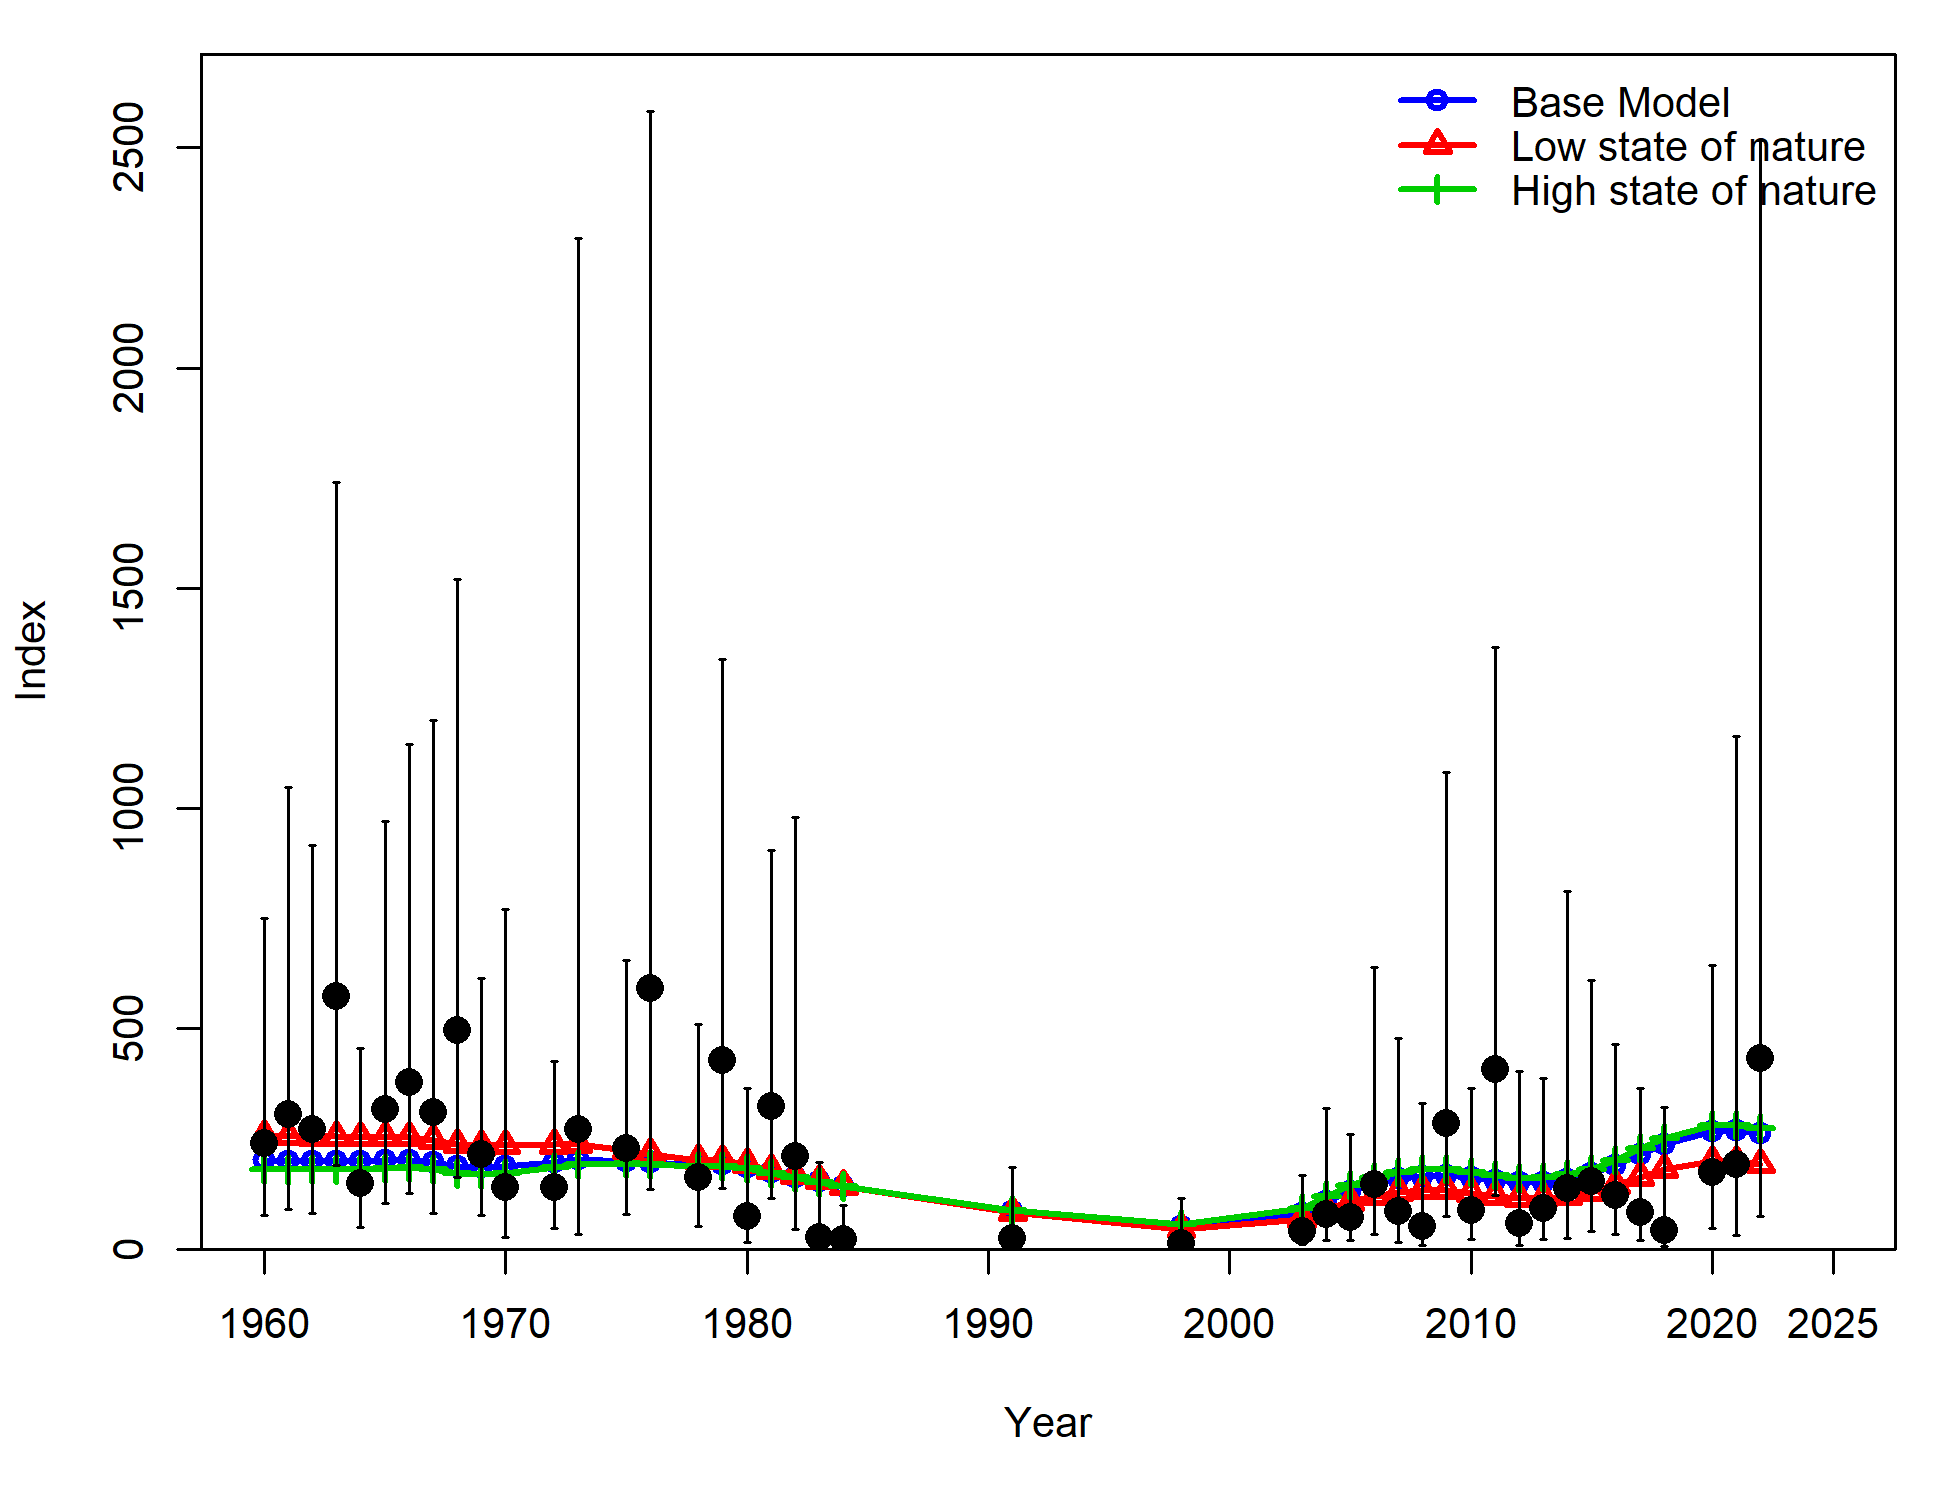 Base Model
Low state of nature
High state of nature
2500
2000
1500
1000
500
0
Index
1960 1970 1980 1990 2000 2010 2020 2025
Year